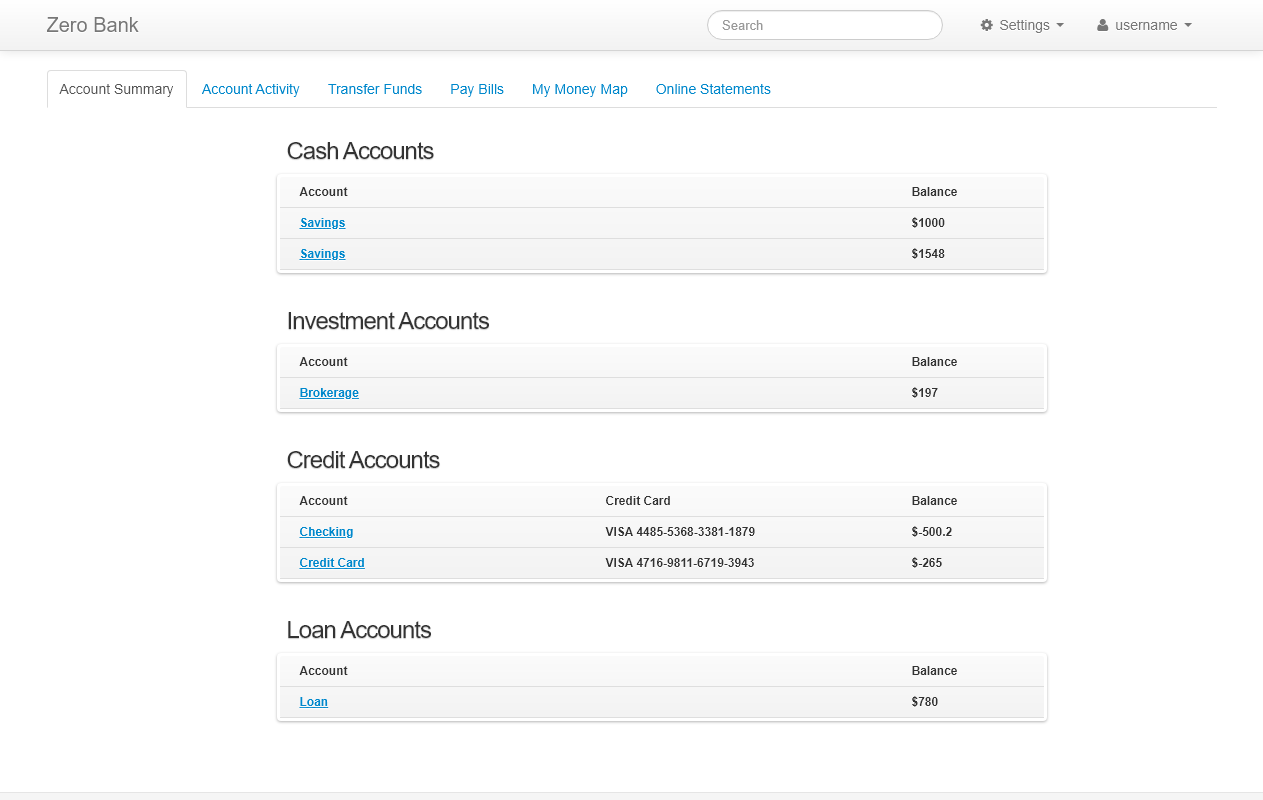 Zero Bank
Search
Settings
username
Account Summary Account Activity Transfer Funds Pay Bills My Money Map Online Statements
Cash Accounts
Account Balance
Savings $1000
Savings $1548
Investment Accounts
Account Balance
Brokerage $197
Credit Accounts
Account Credit Card Balance
Checking VISA 4485-5368-3381-1879 $-500.2
Credit Card VISA 4716-9811-6719-3943 $-265
Loan Accounts
Account Balance
Loan $780